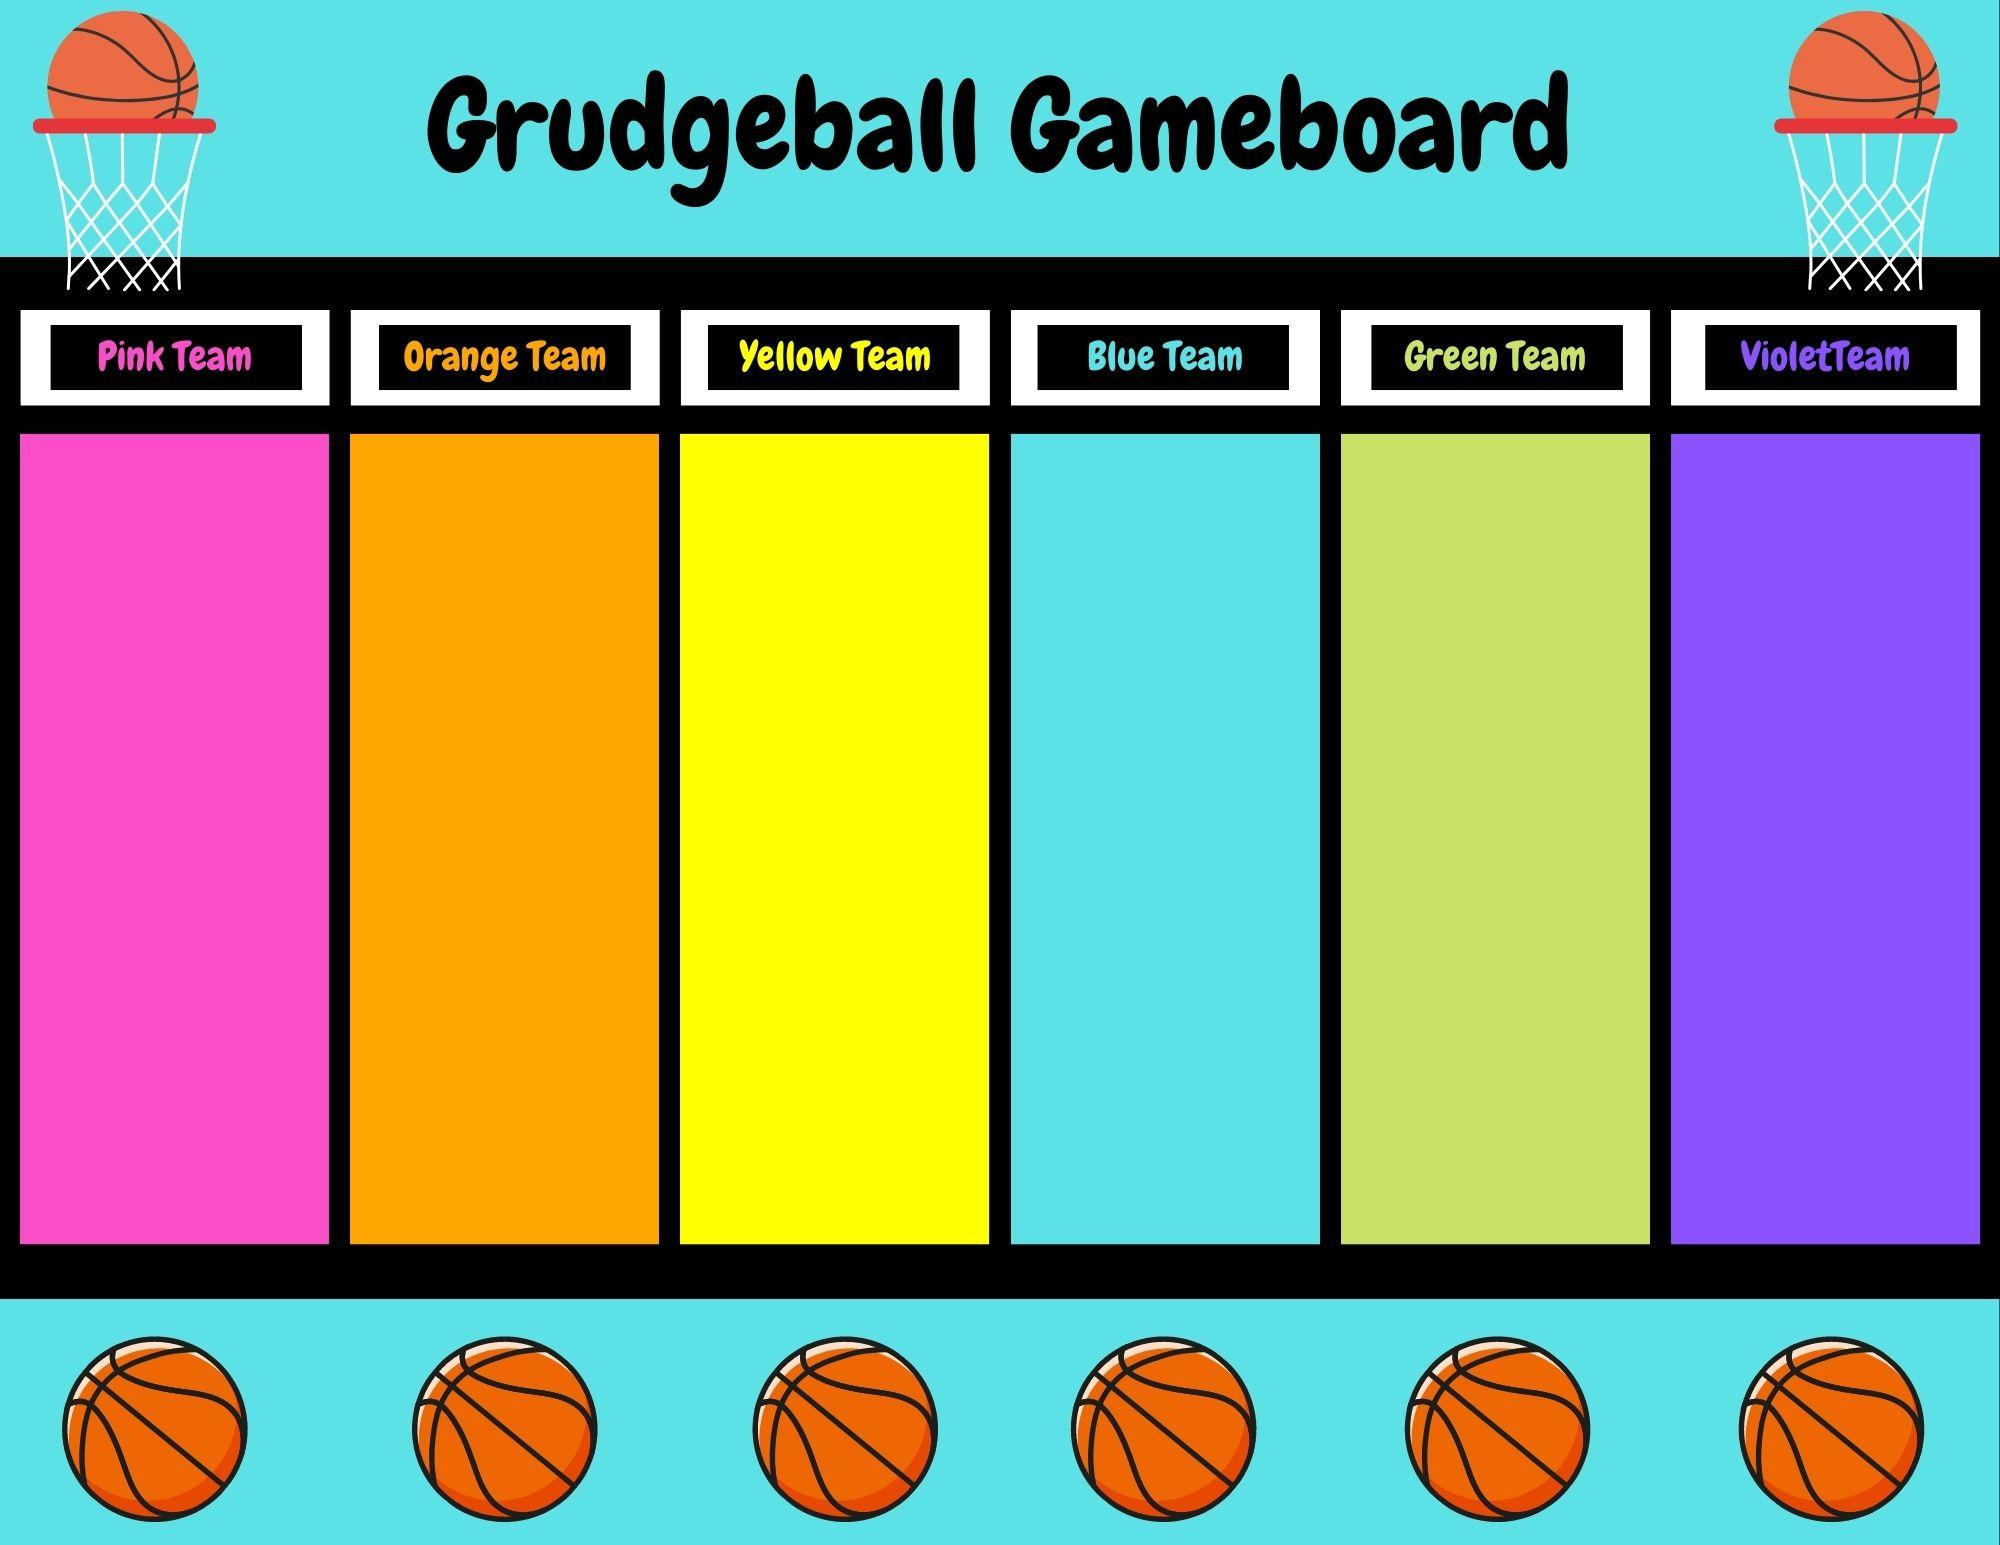 Grudgeball Gameboard
Pink Team
Orange Team
Yellow Team
Blue Team
Green Team
VioletTeam